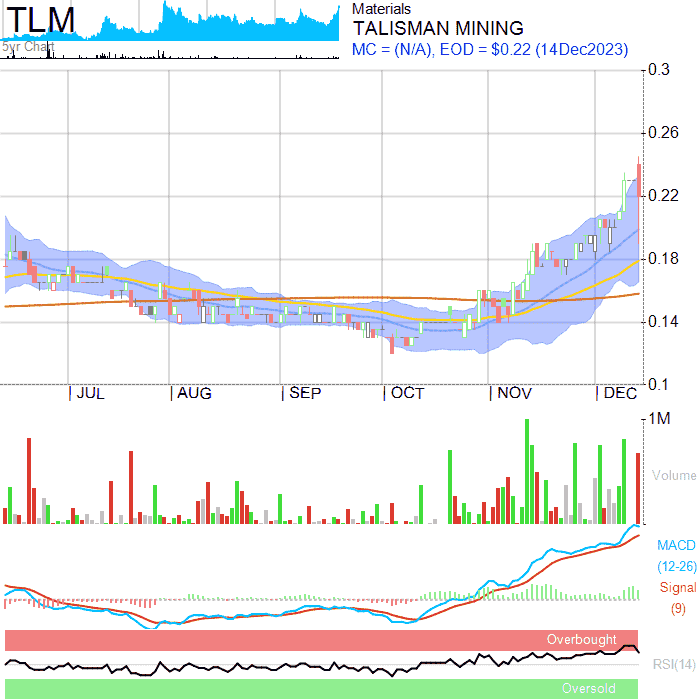 TLM
5yr Chart
Materials
TALISMAN MINING
MC = (N/A), EOD = $0.22 (14Dec2023)
0.3
0.26
0.22
0.18
0.14
0.1
JUL AUG SEP OCT NOV DEC
1M
Volume
MACD
(12-26)
Signal
(9)
Overbought
RSI(14)
Oversold